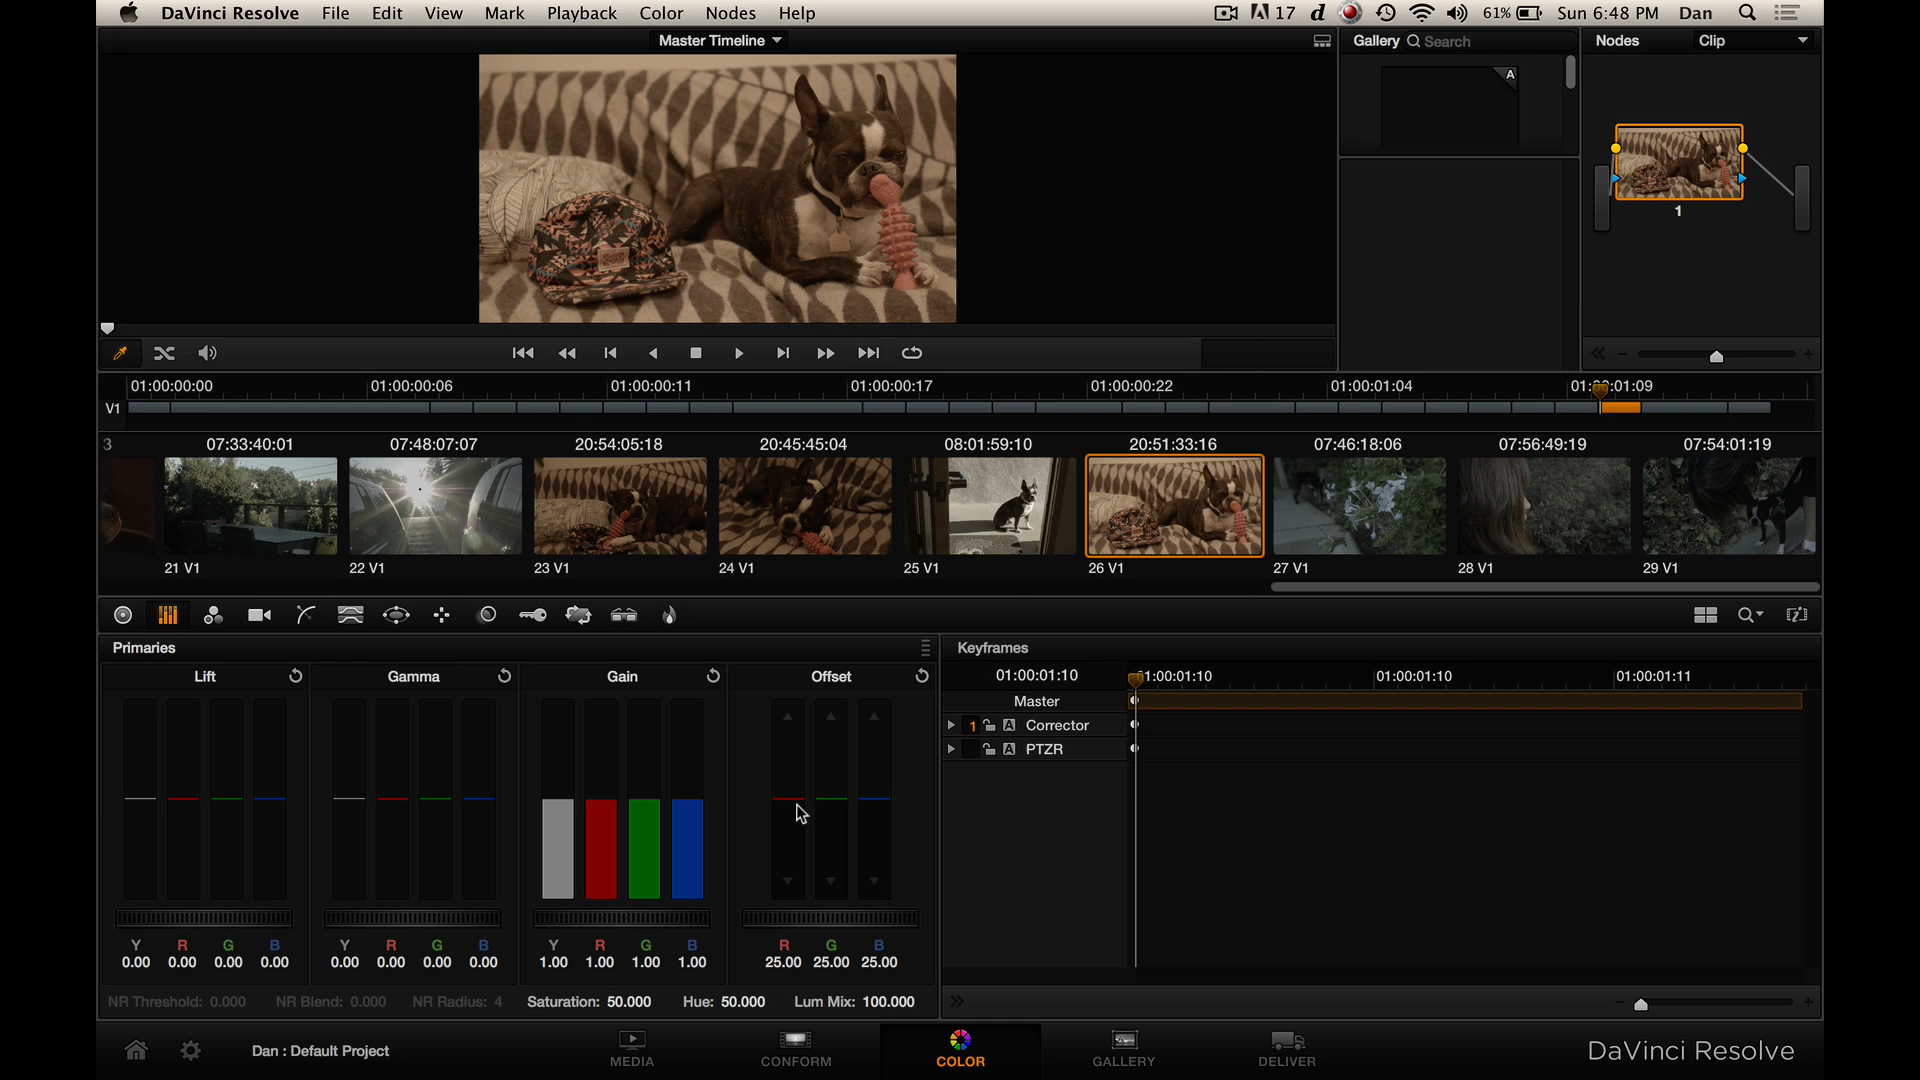 DaVinci Resolve File Edit View Mark Playback Color Nodes Help 17 d 61% Sun 6:48 PM Dan
Master Timeline Gallery Search Nodes Clip
A
1
01:00:00:00 01:00:00:06 01:00:00:11 01:00:00:17 01:00:00:22 01:00:01:04 01:00:01:09
V1
3 07:33:40:01 07:48:07:07 20:54:05:18 20:45:45:04 08:01:59:10 20:51:33:16 07:46:18:06 07:56:49:19 07:54:01:19
21 V1 22 V1 23 V1 24 V1 25 V1 26 V1 27 V1 28 V1 29 V1
Primaries Keyframes
Lift Gamma Gain Offset 01:00:01:10 01:00:01:10 01:00:01:10 01:00:01:11
Master
1 A Corrector
A PTZR
Y R G B Y R G B Y R G B R G B
0.00 0.00 0.00 0.00 0.00 0.00 0.00 0.00 1.00 1.00 1.00 1.00 25.00 25.00 25.00
NR Threshold: 0.000 NR Blend: 0.000 NR Radius: 4 Saturation: 50.000 Hue: 50.000 Lum Mix: 100.000
Dan : Default Project MEDIA CONFORM COLOR GALLERY DELIVER DaVinci Resolve